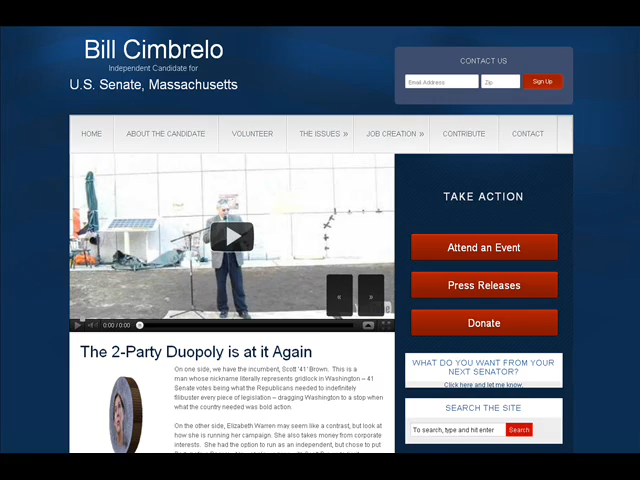 Bill Cimbrelo
Independent Candidate for
U.S. Senate, Massachusetts
CONTACT US
Email Address
Zip
Sign Up
HOME
ABOUT THE CANDIDATE
VOLUNTEER
THE ISSUES »
JOB CREATION »
CONTRIBUTE
CONTACT
«
»
0:00 / 0:00
TAKE ACTION
Attend an Event
Press Releases
Donate
The 2-Party Duopoly is at it Again
On one side, we have the incumbent, Scott '41' Brown. This is a
man whose nickname literally represents gridlock in Washington – 41
Senate votes being what the Republicans needed to indefinitely
filibuster every piece of legislation – dragging Washington to a stop when
what the country needed was bold action.
On the other side, Elizabeth Warren may seem like a contrast, but look at
how she is running her campaign. She also takes money from corporate
interests. She had the option to run as an independent, but chose to put
WHAT DO YOU WANT FROM YOUR
NEXT SENATOR?
Click here and let me know.
SEARCH THE SITE
To search, type and hit enter
Search